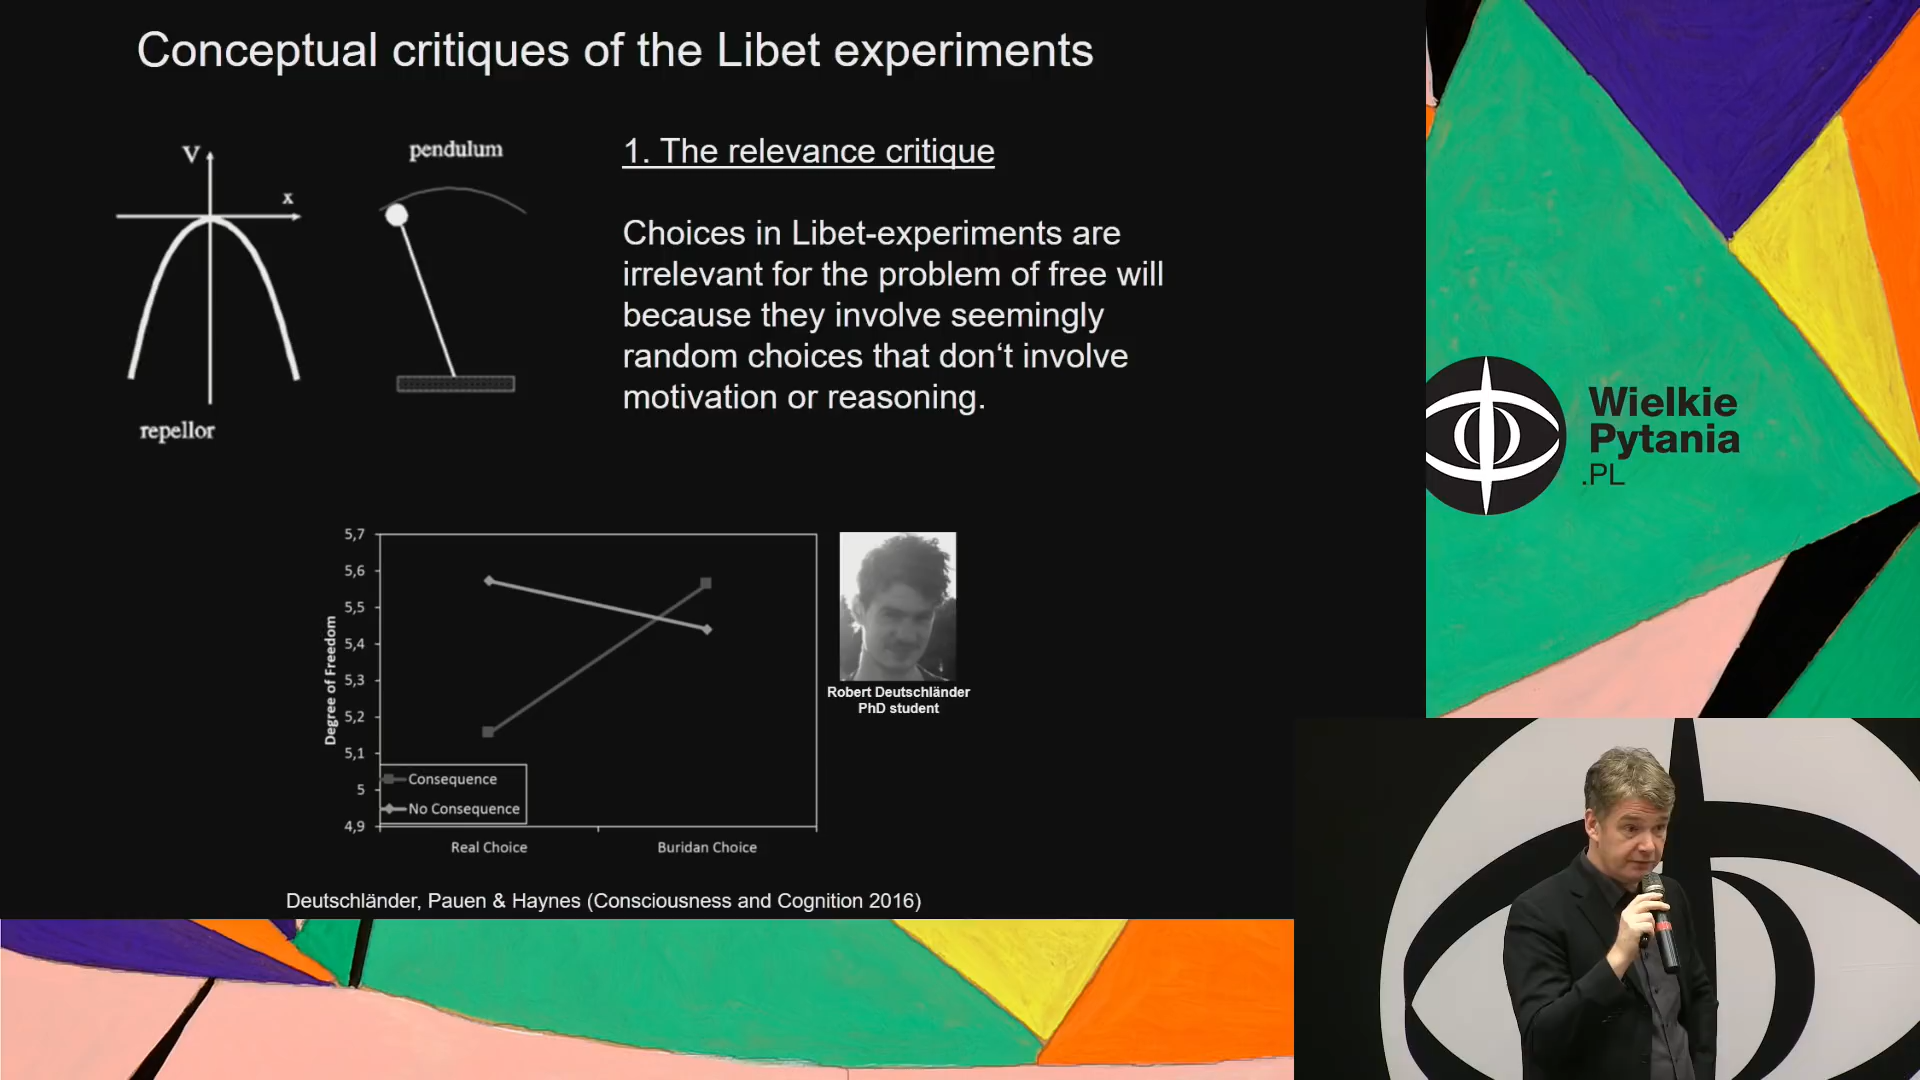 Conceptual critiques of the Libet experiments
V
x
repellor
pendulum
1. The relevance critique
Choices in Libet-experiments are
irrelevant for the problem of free will
because they involve seemingly
random choices that don‘t involve
motivation or reasoning.
Wielkie
Pytania
.PL
Degree of Freedom
5,7
5,6
5,5
5,4
5,3
5,2
5,1
5
4,9
Consequence
No Consequence
Real Choice
Buridan Choice
Robert Deutschländer
PhD student
Deutschländer, Pauen & Haynes (Consciousness and Cognition 2016)